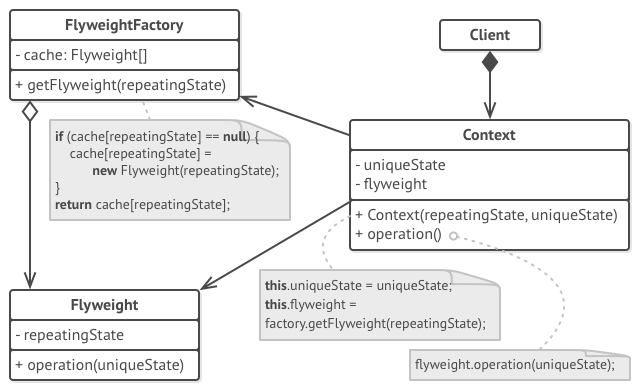 FlyweightFactory
- cache: Flyweight[]
+ getFlyweight(repeatingState)
if (cache[repeatingState] == null) {
cache[repeatingState] =
new Flyweight(repeatingState);
}
return cache[repeatingState];
Client
Context
- uniqueState
- flyweight
+ Context(repeatingState, uniqueState)
+ operation()
this.uniqueState = uniqueState;
this.flyweight =
factory.getFlyweight(repeatingState);
flyweight.operation(uniqueState);
Flyweight
- repeatingState
+ operation(uniqueState)